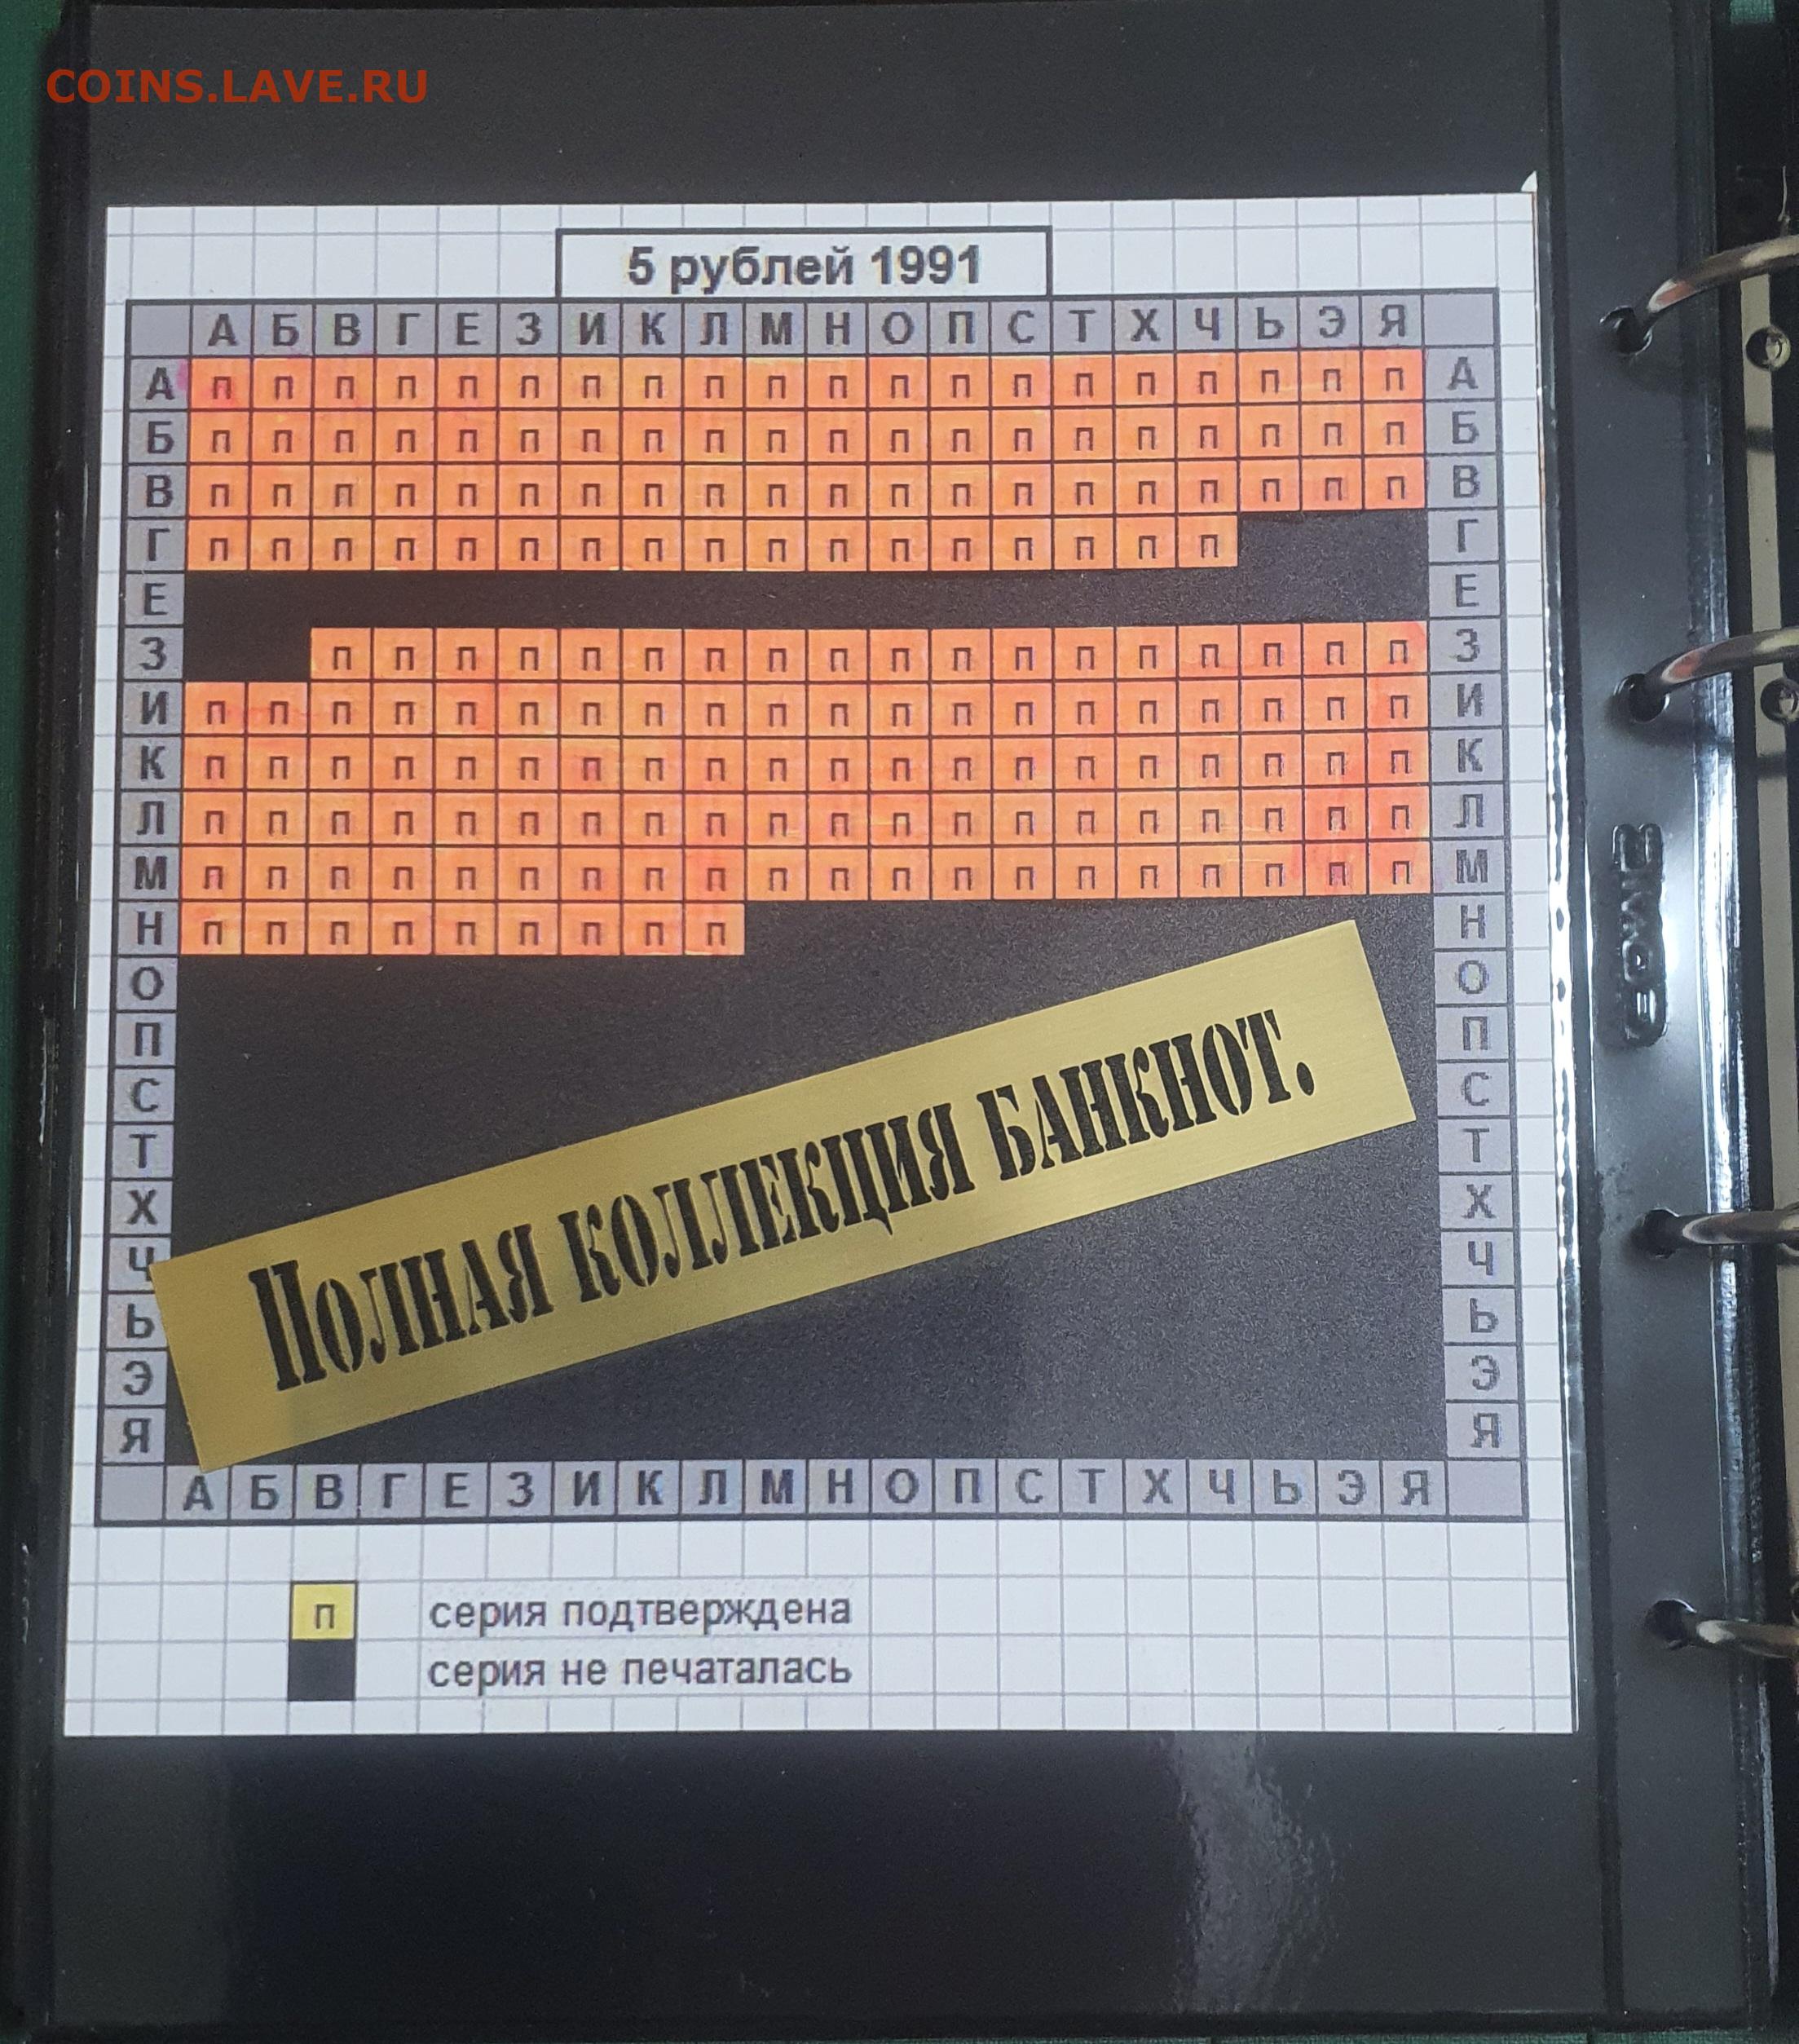 COINS.LAVE.RU
5 рублей 1991
А Б В Г Е З И К Л М Н О П С Т Х Ч Ь Э Я
А п п п п п п п п п п п п п п п п п п п п А
Б п п п п п п п п п п п п п п п п п п п п Б
В п п п п п п п п п п п п п п п п п п п п В
Г п п п п п п п п п п п п п п п п п Г
Е Е
З п п п п п п п п п п п п п п п п п п З
И п п п п п п п п п п п п п п п п п п п п И
К п п п п п п п п п п п п п п п п п п п п К
Л п п п п п п п п п п п п п п п п п п п п Л
М п п п п п п п п п п п п п п п п п п п п М
Н п п п п п п п п п Н
О О
П П
С С
Т Т
Х Х
Ч Ч
Ь Ь
Э Э
Я Я
Полная коллекция банкнот.
А Б В Г Е З И К Л М Н О П С Т Х Ч Ь Э Я
п серия подтверждена
серия не печаталась